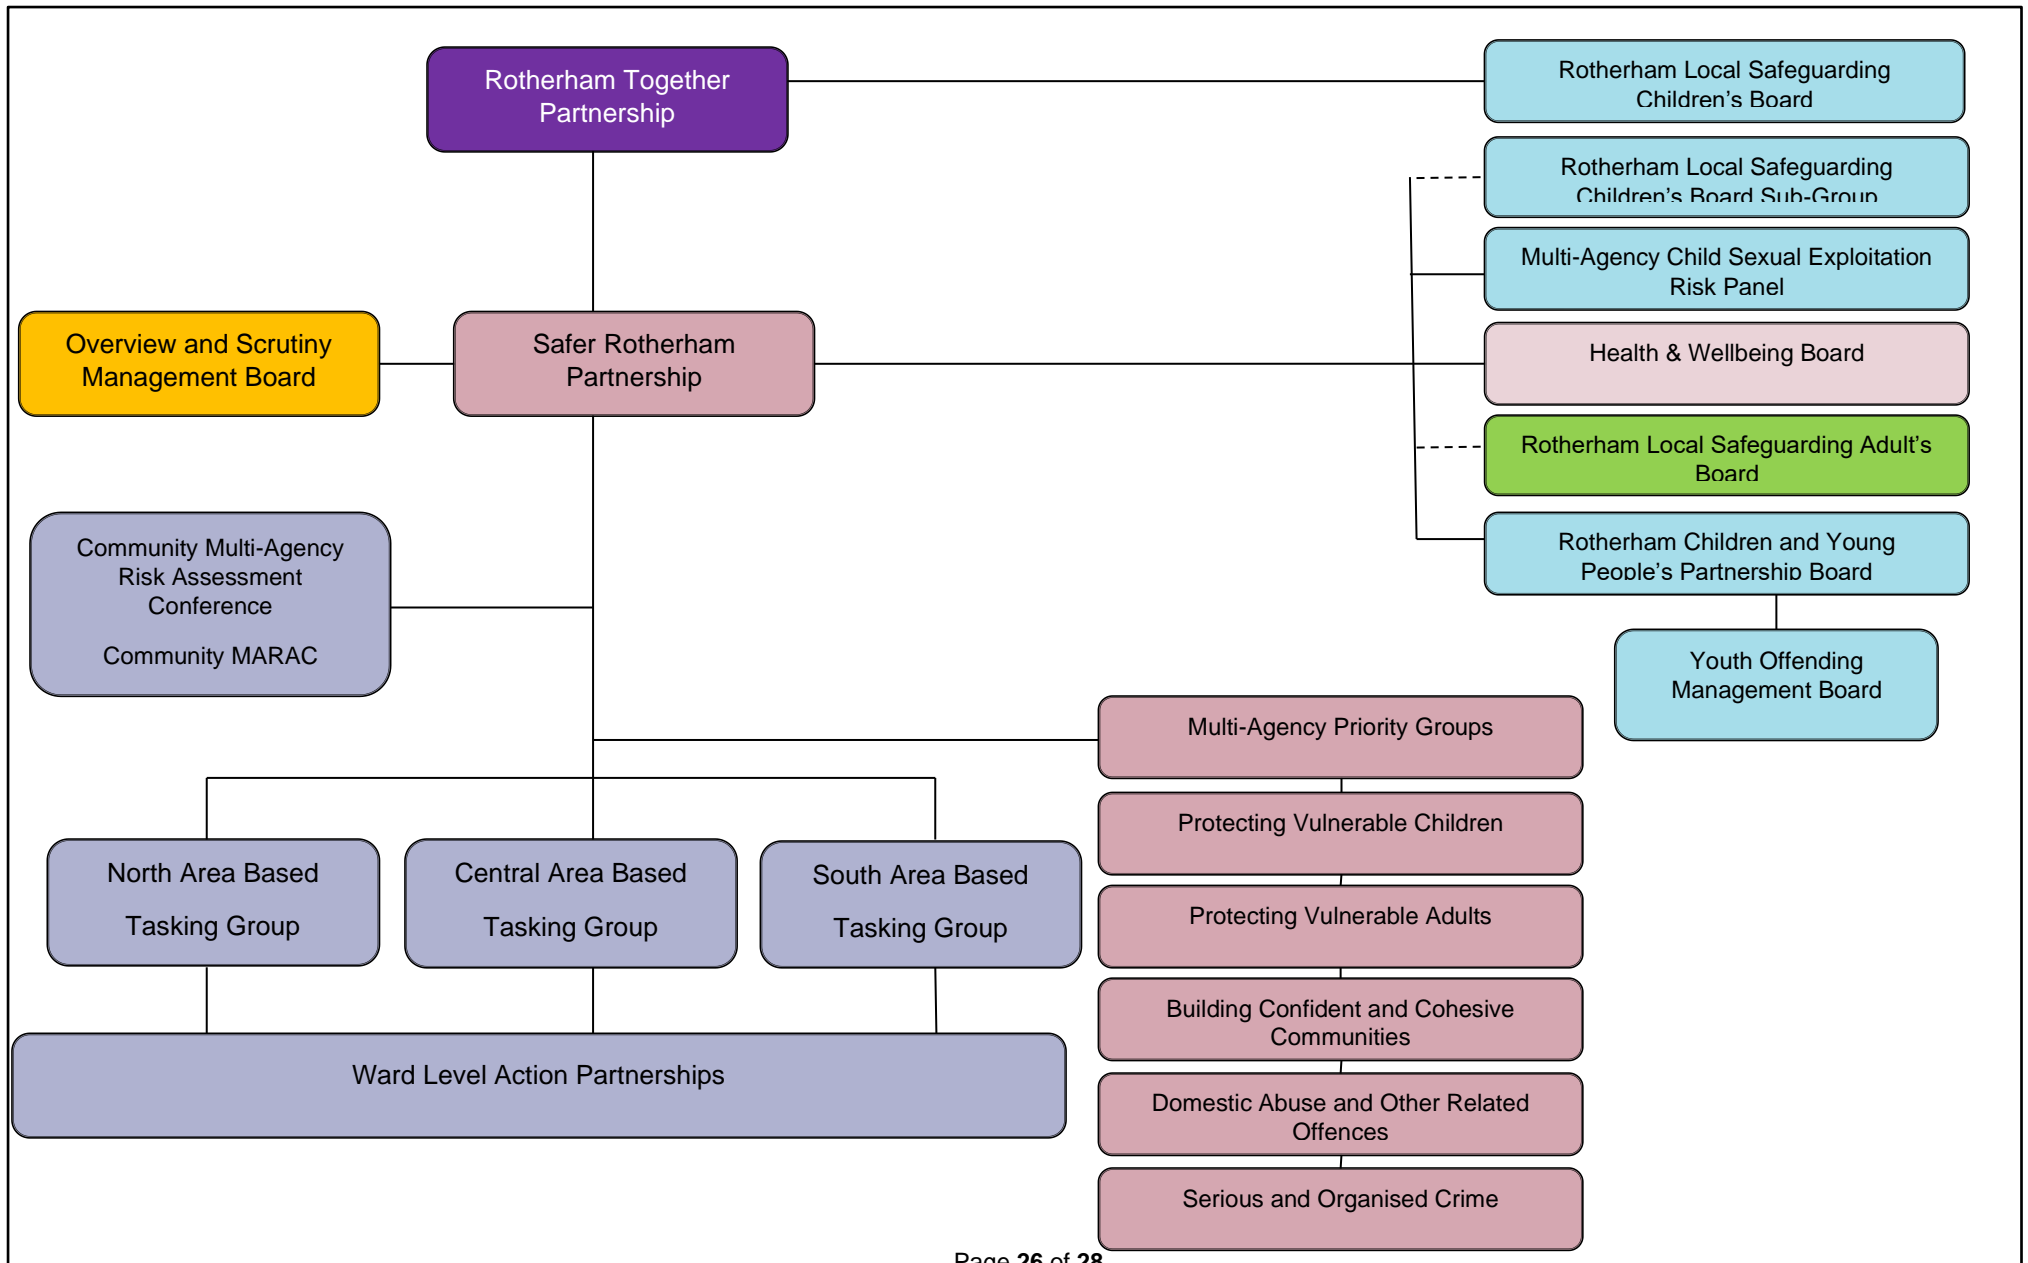 Rotherham Together
Partnership
Rotherham Local Safeguarding
Children's Board
Rotherham Local Safeguarding
Children's Board Sub-Group
Multi-Agency Child Sexual Exploitation
Risk Panel
Overview and Scrutiny
Management Board
Safer Rotherham
Partnership
Health & Wellbeing Board
Rotherham Local Safeguarding Adult's
Board
Rotherham Children and Young
People's Partnership Board
Community Multi-Agency
Risk Assessment
Conference
Community MARAC
Youth Offending
Management Board
Multi-Agency Priority Groups
Protecting Vulnerable Children
Protecting Vulnerable Adults
Building Confident and Cohesive
Communities
Domestic Abuse and Other Related
Offences
Serious and Organised Crime
North Area Based
Tasking Group
Central Area Based
Tasking Group
South Area Based
Tasking Group
Ward Level Action Partnerships
Page 26 of 28